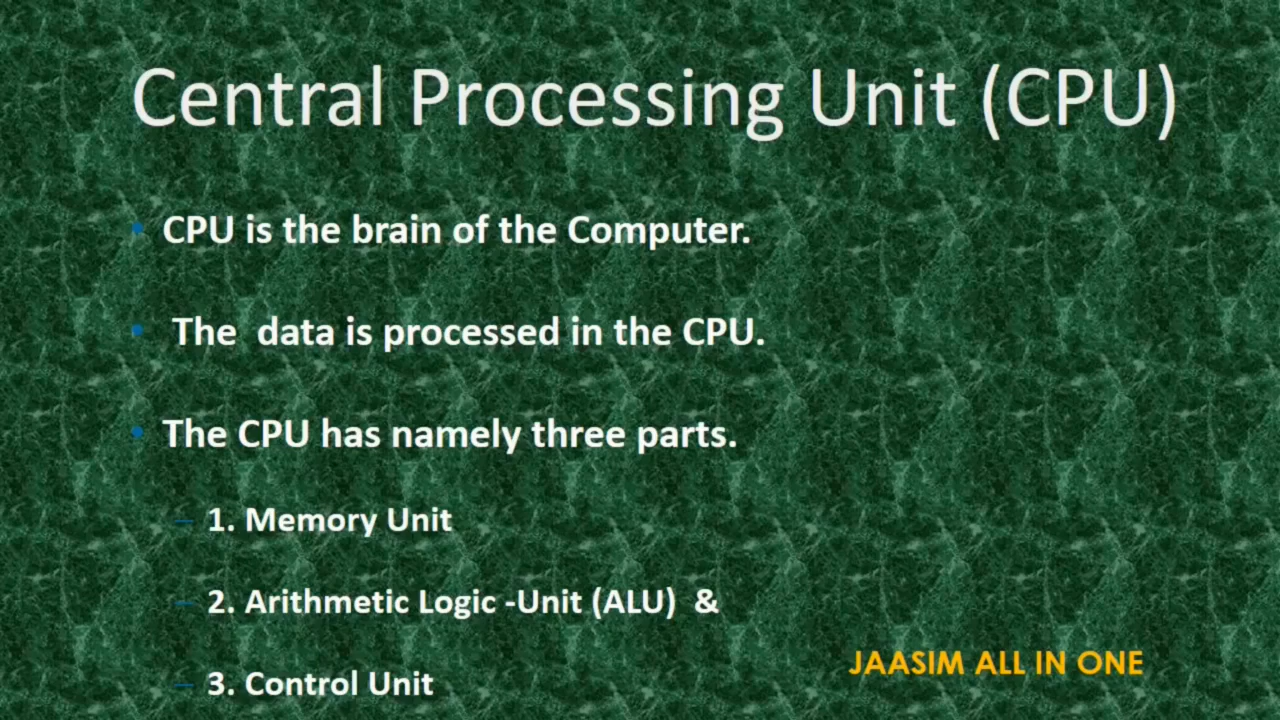 Central Processing Unit (CPU)
• CPU is the brain of the Computer.
• The data is processed in the CPU.
• The CPU has namely three parts.
– 1. Memory Unit
– 2. Arithmetic Logic -Unit (ALU) &
– 3. Control Unit
JAASIM ALL IN ONE